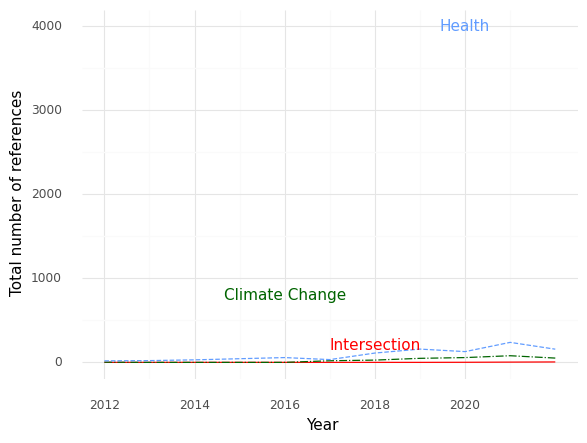 4000
Health
3000
2000
1000
Climate Change
Intersection
0
Total number of references
2012 2014 2016 2018 2020
Year